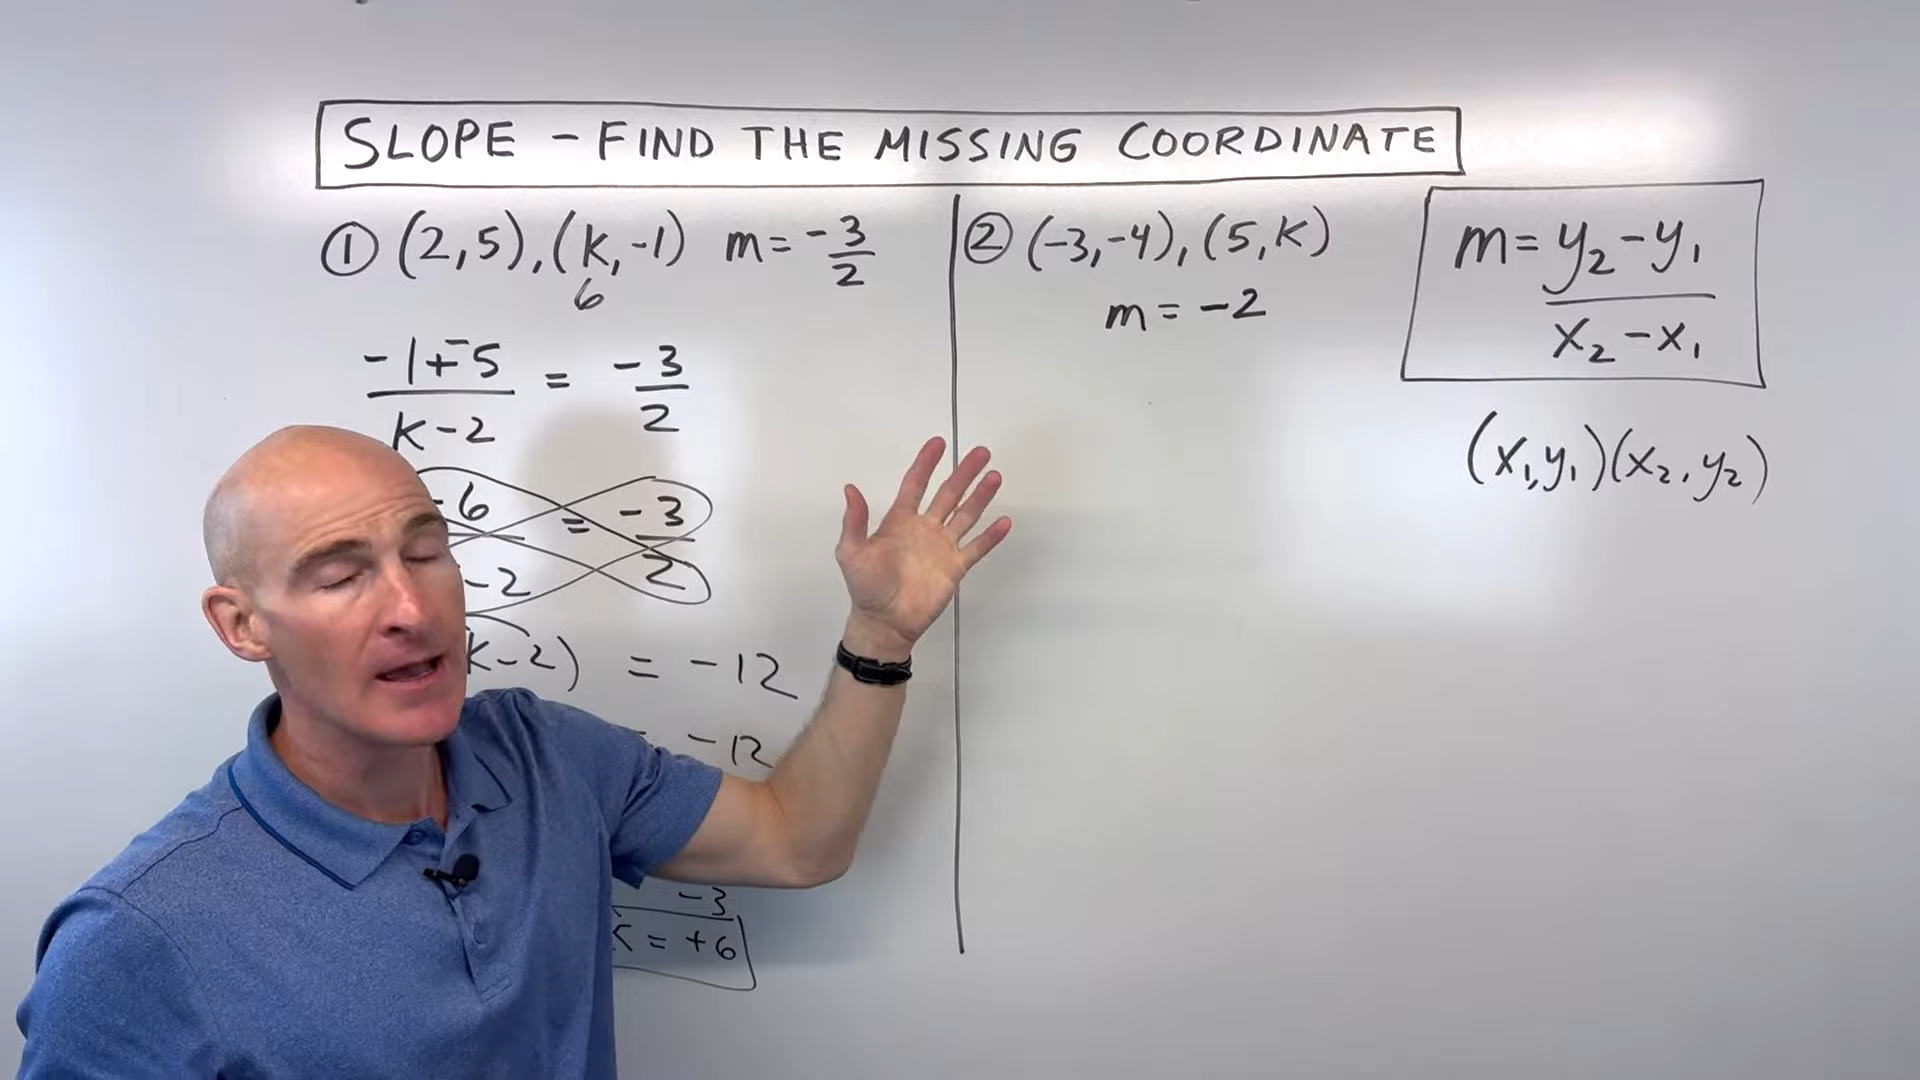 SLOPE - FIND THE MISSING COORDINATE
① (2,5), (k,-1) m = -3/2
6
-1+-5/k-2 = -3/2
-6/-2 = -3/2
k-2) = -12
= -12
-3
k = +6
② (-3,-4), (5,k)
m = -2
m = y₂-y₁/x₂-x₁
(x₁,y₁)(x₂,y₂)